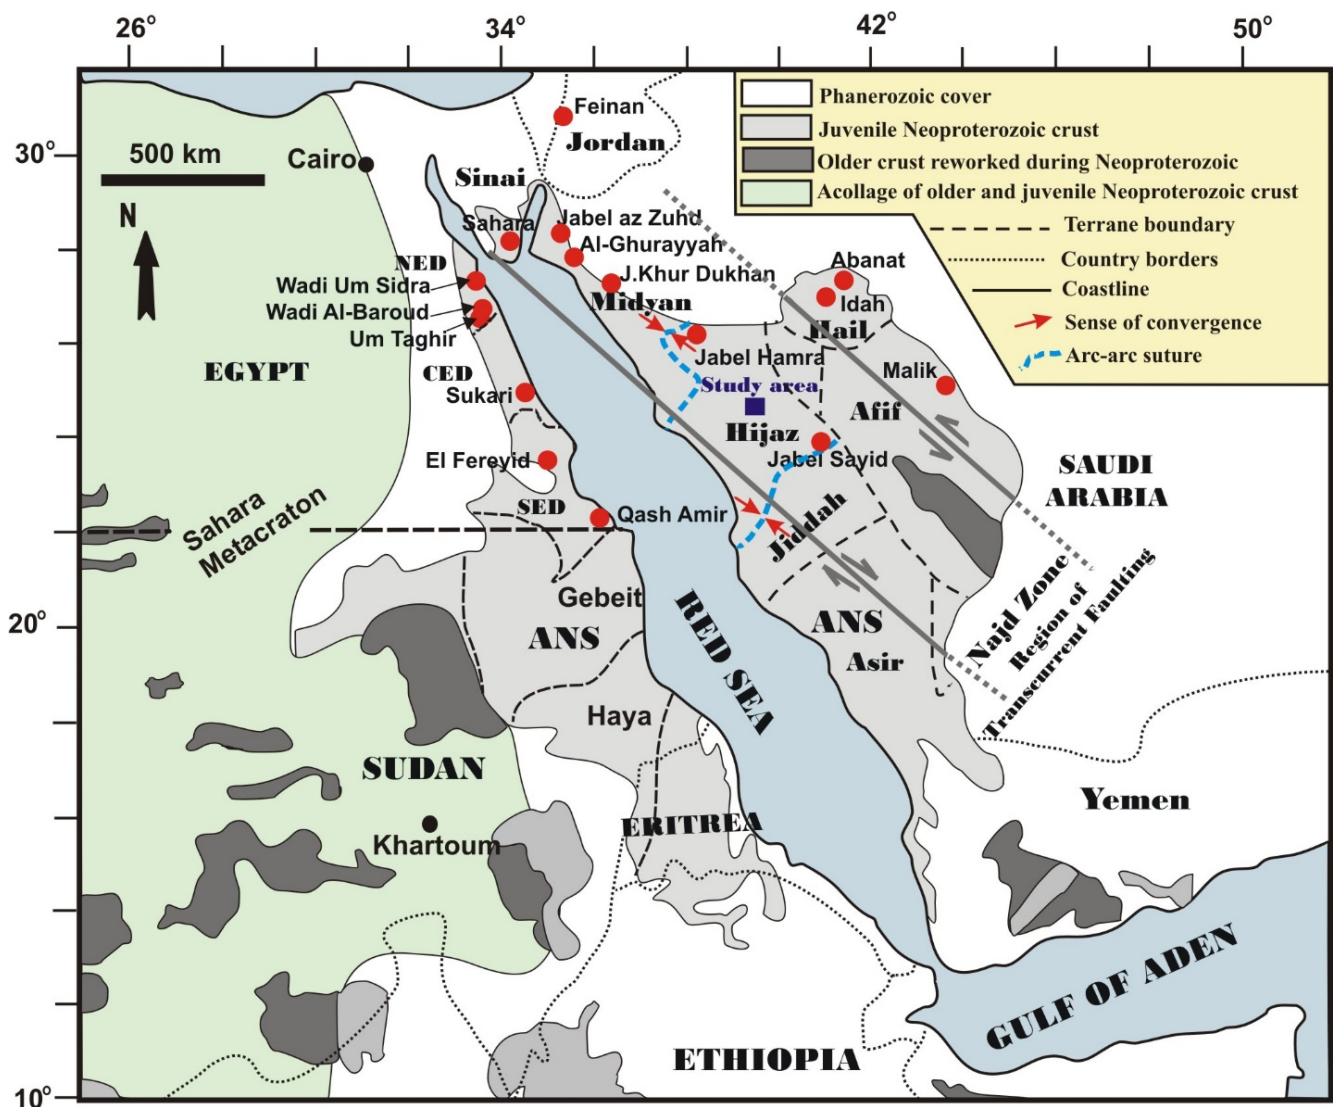 26°
34°
42°
50°
30°
20°
10°
500 km
N
Cairo
Feinan
Jordan
Sinai
Phanerozoic cover
Juvenile Neoproterozoic crust
Older crust reworked during Neoproterozoic
Acollage of older and juvenile Neoproterozoic crust
Terrane boundary
Country borders
Coastline
Sense of convergence
Arc-arc suture
Sahara
Jabel az Zuhd
Al-Ghurayyah
J.Khur Dukhan
Midyan
Abanat
Idah
Hail
NED
Wadi Um Sidra
Wadi Al-Baroud
Um Taghir
EGYPT
CED
Sukari
Jabel Hamra
Study area
Malik
Afif
Hijaz
Jabel Sayid
El Fereyid
SED
Qash Amir
SAUDI
ARABIA
Sahara
Metacraton
Jiddah
Gebeit
ANS
RED SEA
ANS
Asir
Najd Zone
Region of
Transcurrent Faulting
Haya
SUDAN
Khartoum
ERITREA
Yemen
GULF OF ADEN
ETHIOPIA